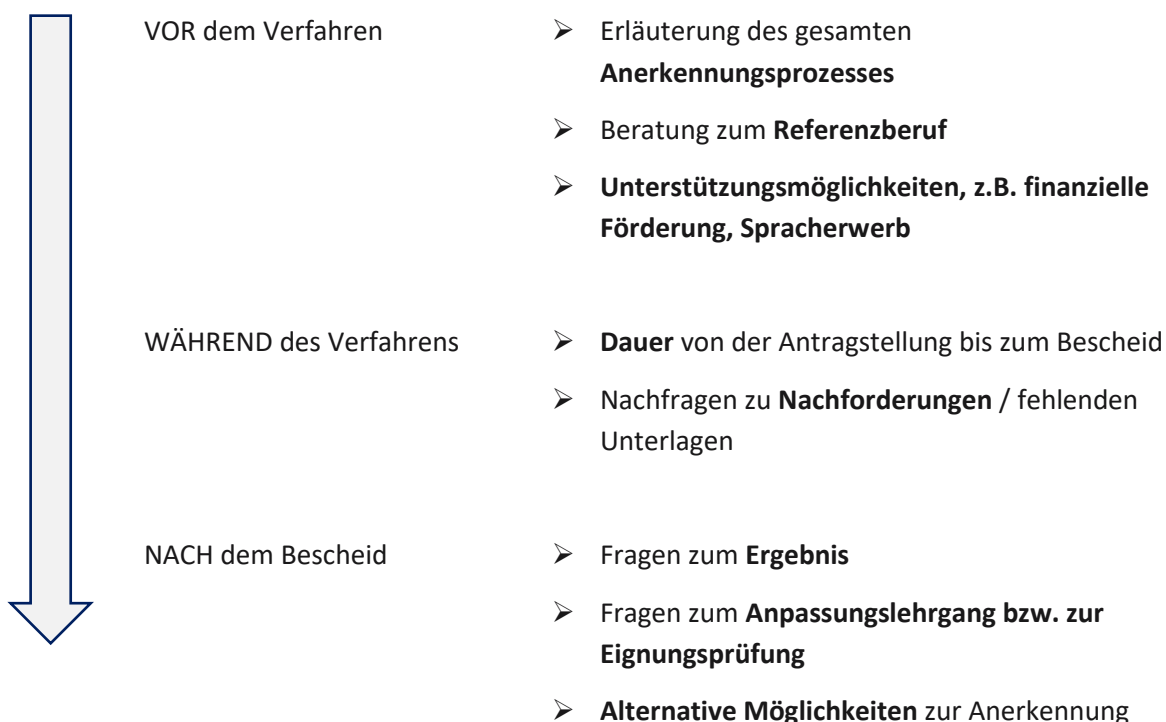 VOR dem Verfahren
➢ Erläuterung des gesamten
Anerkennungsprozesses
➢ Beratung zum Referenzberuf
➢ Unterstützungsmöglichkeiten, z.B. finanzielle
Förderung, Spracherwerb
WÄHREND des Verfahrens
➢ Dauer von der Antragstellung bis zum Bescheid
➢ Nachfragen zu Nachforderungen / fehlenden
Unterlagen
NACH dem Bescheid
➢ Fragen zum Ergebnis
➢ Fragen zum Anpassungslehrgang bzw. zur
Eignungsprüfung
➢ Alternative Möglichkeiten zur Anerkennung